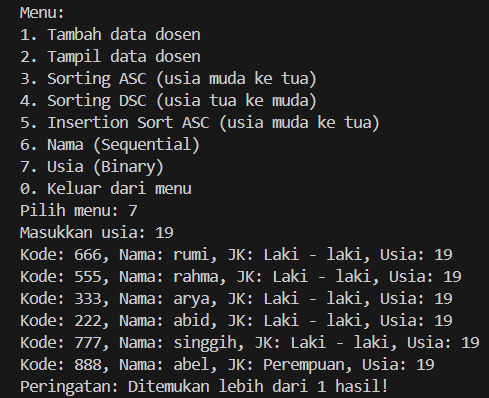 Menu:
1. Tambah data dosen
2. Tampil data dosen
3. Sorting ASC (usia muda ke tua)
4. Sorting DSC (usia tua ke muda)
5. Insertion Sort ASC (usia muda ke tua)
6. Nama (Sequential)
7. Usia (Binary)
0. Keluar dari menu
Pilih menu: 7
Masukkan usia: 19
Kode: 666, Nama: rumi, JK: Laki - laki, Usia: 19
Kode: 555, Nama: rahma, JK: Laki - laki, Usia: 19
Kode: 333, Nama: arya, JK: Laki - laki, Usia: 19
Kode: 222, Nama: abid, JK: Laki - laki, Usia: 19
Kode: 777, Nama: singgih, JK: Laki - laki, Usia: 19
Kode: 888, Nama: abel, JK: Perempuan, Usia: 19
Peringatan: Ditemukan lebih dari 1 hasil!